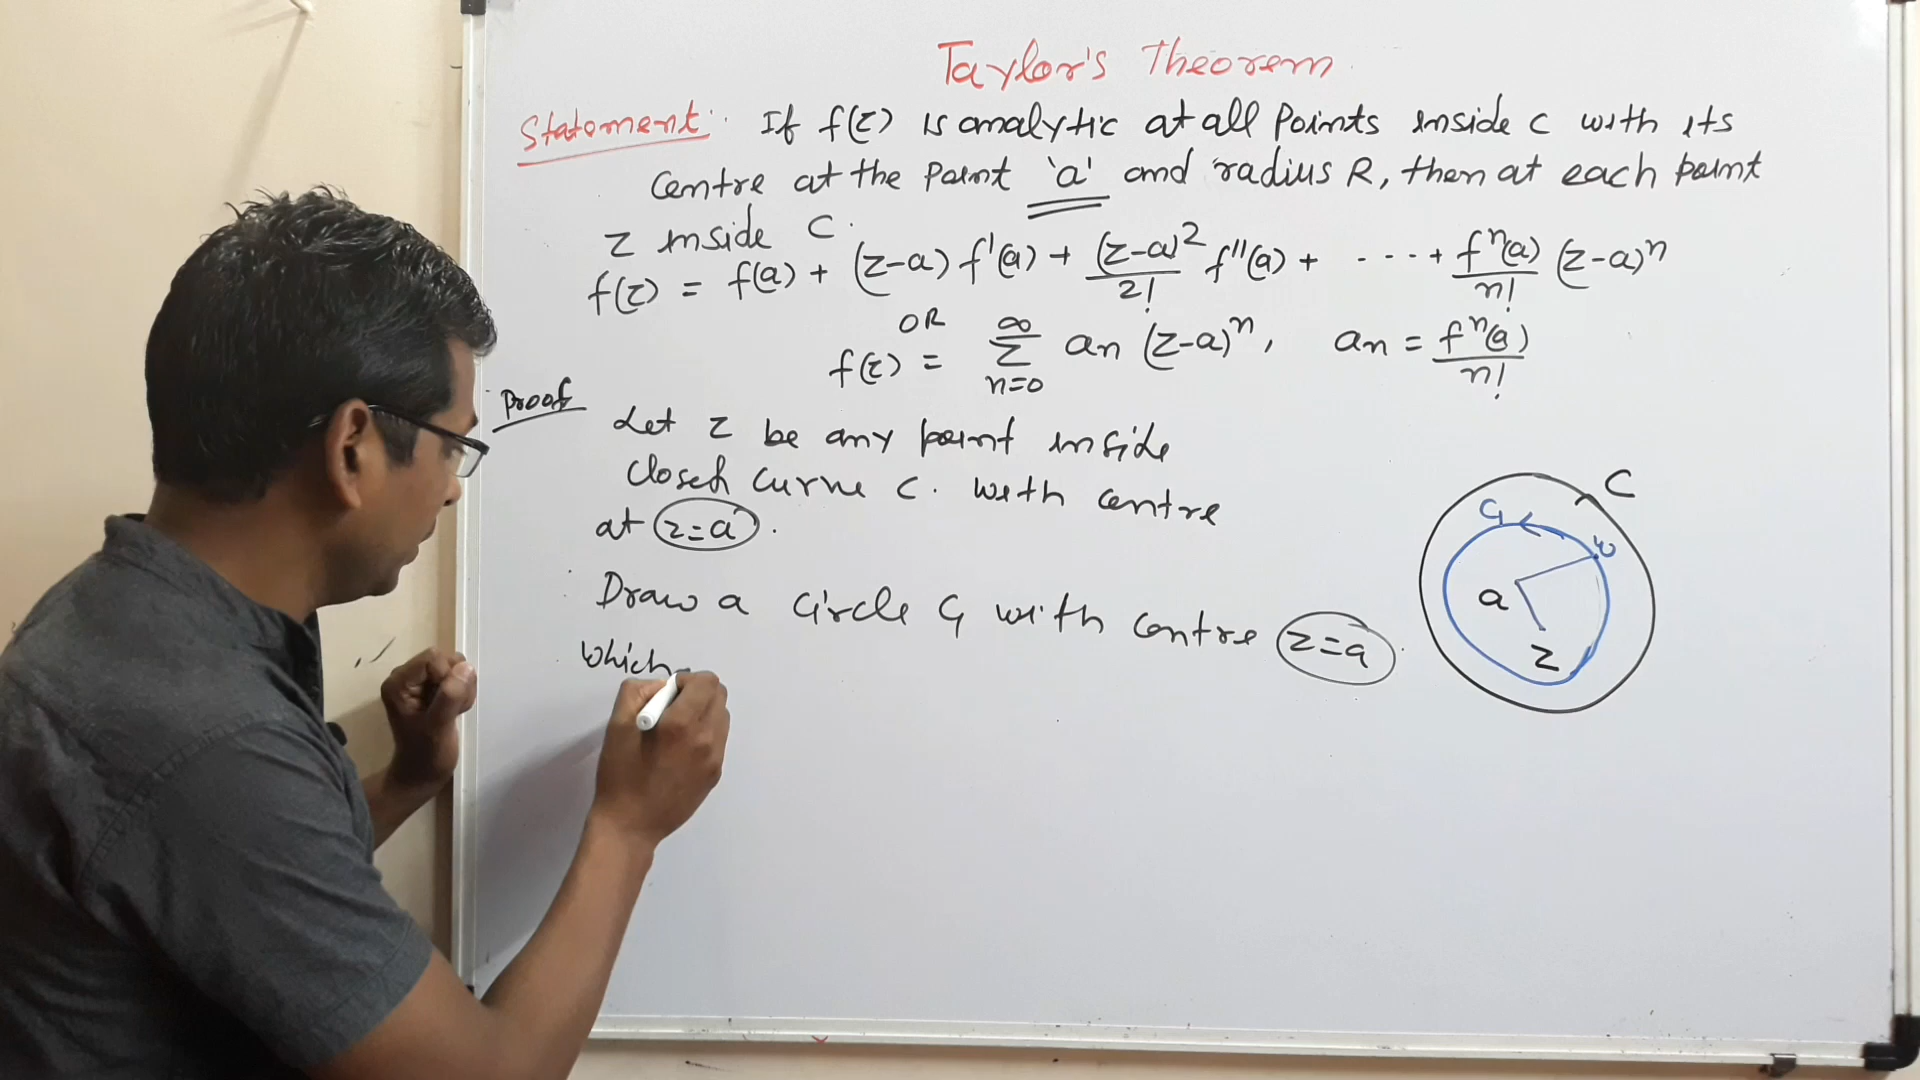 Taylor's Theorem
Statement: If f(z) is analytic at all points inside C with its
Centre at the point 'a' and radius R, then at each point
z inside C.
f(z) = f(a) + (z-a) f'(a) + (z-a)²/2! f''(a) + ---- + fⁿ(a)/n! (z-a)ⁿ
OR
f(z) = ∞ Σ n=0 an (z-a)ⁿ, an = fⁿ(a)/n!
Proof
Let z be any point inside
Closed curve C. with centre
at z=a.
Draw a Circle C₁ with centre z=a.
which
C
C₁
w
a
z